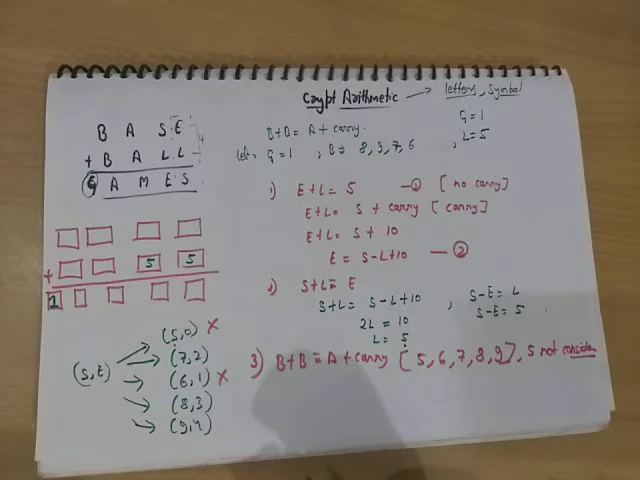 Crypt Arithmetic → letters, symbol
B A S E
+ B A L L
G A M E S
B+B = A + carry.
G = 1
let G = 1 , B = 8, 9, 7, 6
L = 5
1) E+L = 5 —① [no carry]
E+L = S + carry [carry]
E+L = S + 10
E = S-L+10 —②
2) S+L = E
S+L = S-L+10 , S-E = L
2L = 10 S-E = 5
L = 5
5 5
1
(S,E)
(5,0) ×
(7,2)
(6,1) ×
(8,3)
(9,4)
3) B+B = A + carry [5,6,7,8,9], 5 not consider